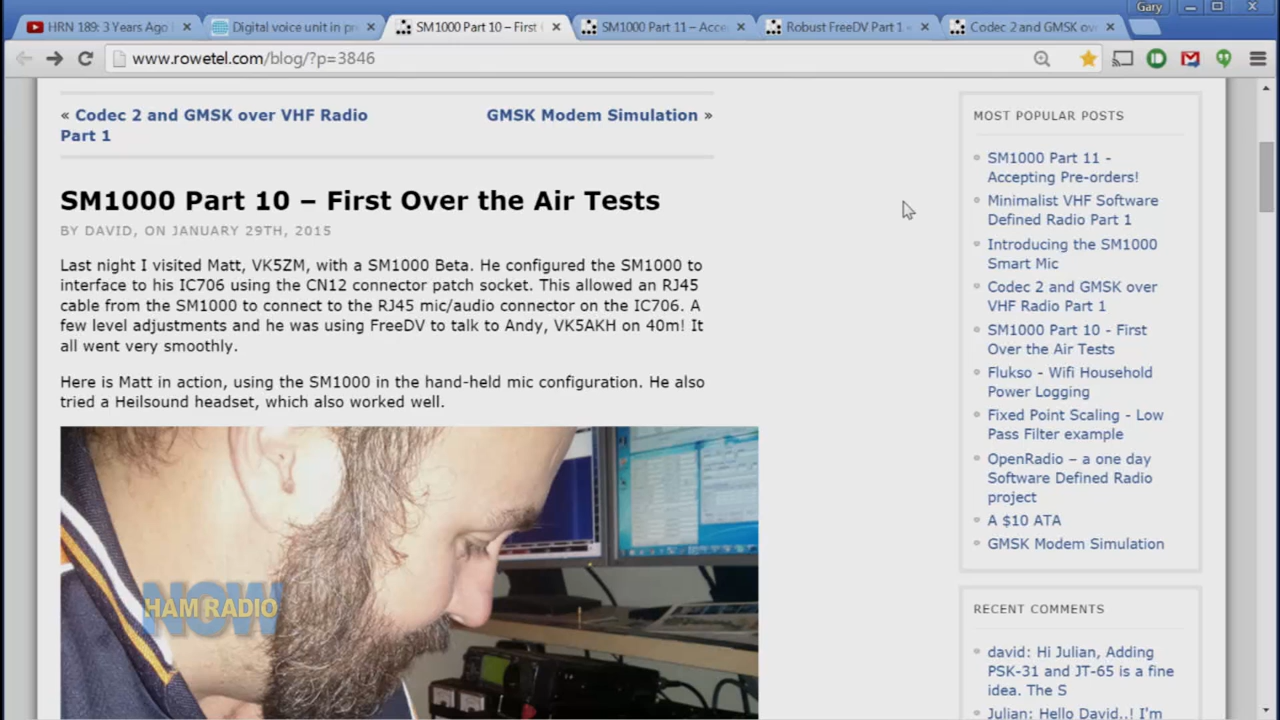 Gary
HRN 189: 3 Years Ago
Digital voice unit in pr
SM1000 Part 10 – First
SM1000 Part 11 – Acce
Robust FreeDV Part 1
Codec 2 and GMSK ov
www.rowetel.com/blog/?p=3846
« Codec 2 and GMSK over VHF Radio
Part 1
GMSK Modem Simulation »
SM1000 Part 10 – First Over the Air Tests
BY DAVID, ON JANUARY 29TH, 2015
Last night I visited Matt, VK5ZM, with a SM1000 Beta. He configured the SM1000 to
interface to his IC706 using the CN12 connector patch socket. This allowed an RJ45
cable from the SM1000 to connect to the RJ45 mic/audio connector on the IC706. A
few level adjustments and he was using FreeDV to talk to Andy, VK5AKH on 40m! It
all went very smoothly.
Here is Matt in action, using the SM1000 in the hand-held mic configuration. He also
tried a Heilsound headset, which also worked well.
NOW
HAM RADIO
MOST POPULAR POSTS
SM1000 Part 11 -
Accepting Pre-orders!
Minimalist VHF Software
Defined Radio Part 1
Introducing the SM1000
Smart Mic
Codec 2 and GMSK over
VHF Radio Part 1
SM1000 Part 10 - First
Over the Air Tests
Flukso - Wifi Household
Power Logging
Fixed Point Scaling - Low
Pass Filter example
OpenRadio – a one day
Software Defined Radio
project
A $10 ATA
GMSK Modem Simulation
RECENT COMMENTS
david: Hi Julian, Adding
PSK-31 and JT-65 is a fine
idea. The S
Julian: Hello David..! I'm